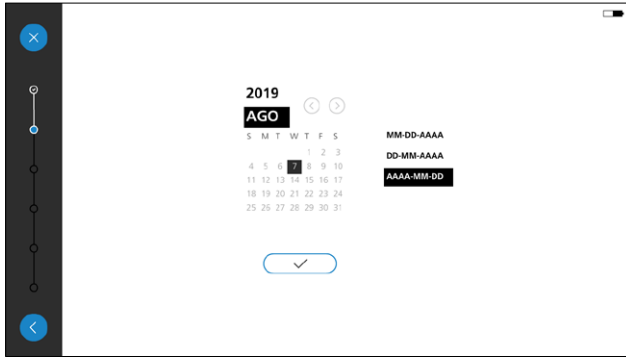 2019
AGO
S M T W T F S
1 2 3
4 5 6 7 8 9 10
11 12 13 14 15 16 17
18 19 20 21 22 23 24
25 26 27 28 29 30 31
MM-DD-AAAA
DD-MM-AAAA
AAAA-MM-DD